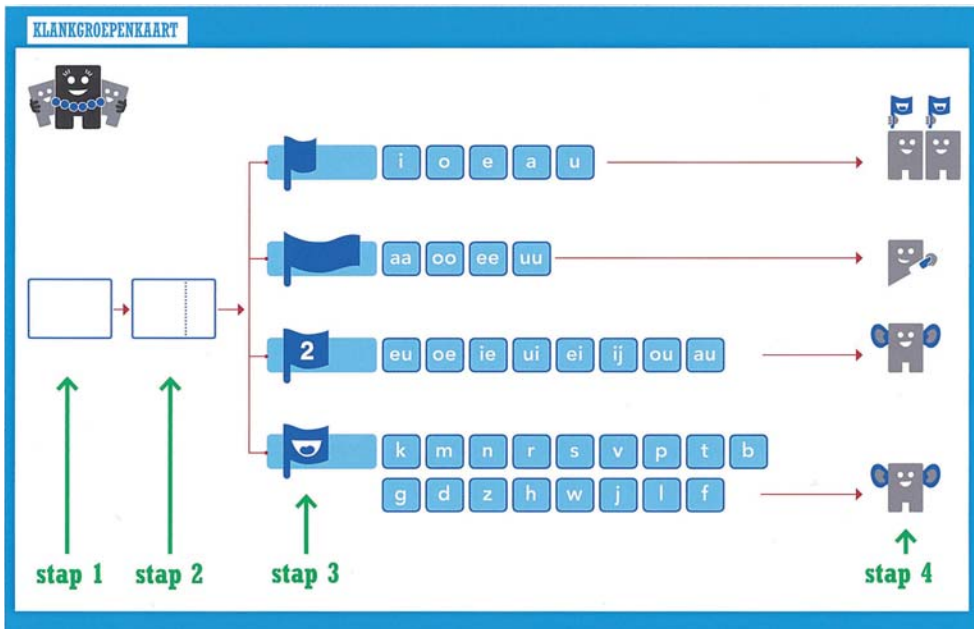 KLANKGROEPENKAART
i o e a u
aa oo ee uu
2 eu oe ie ui ei ij ou au
k m n r s v p t b
g d z h w j l f
stap 1 stap 2 stap 3 stap 4